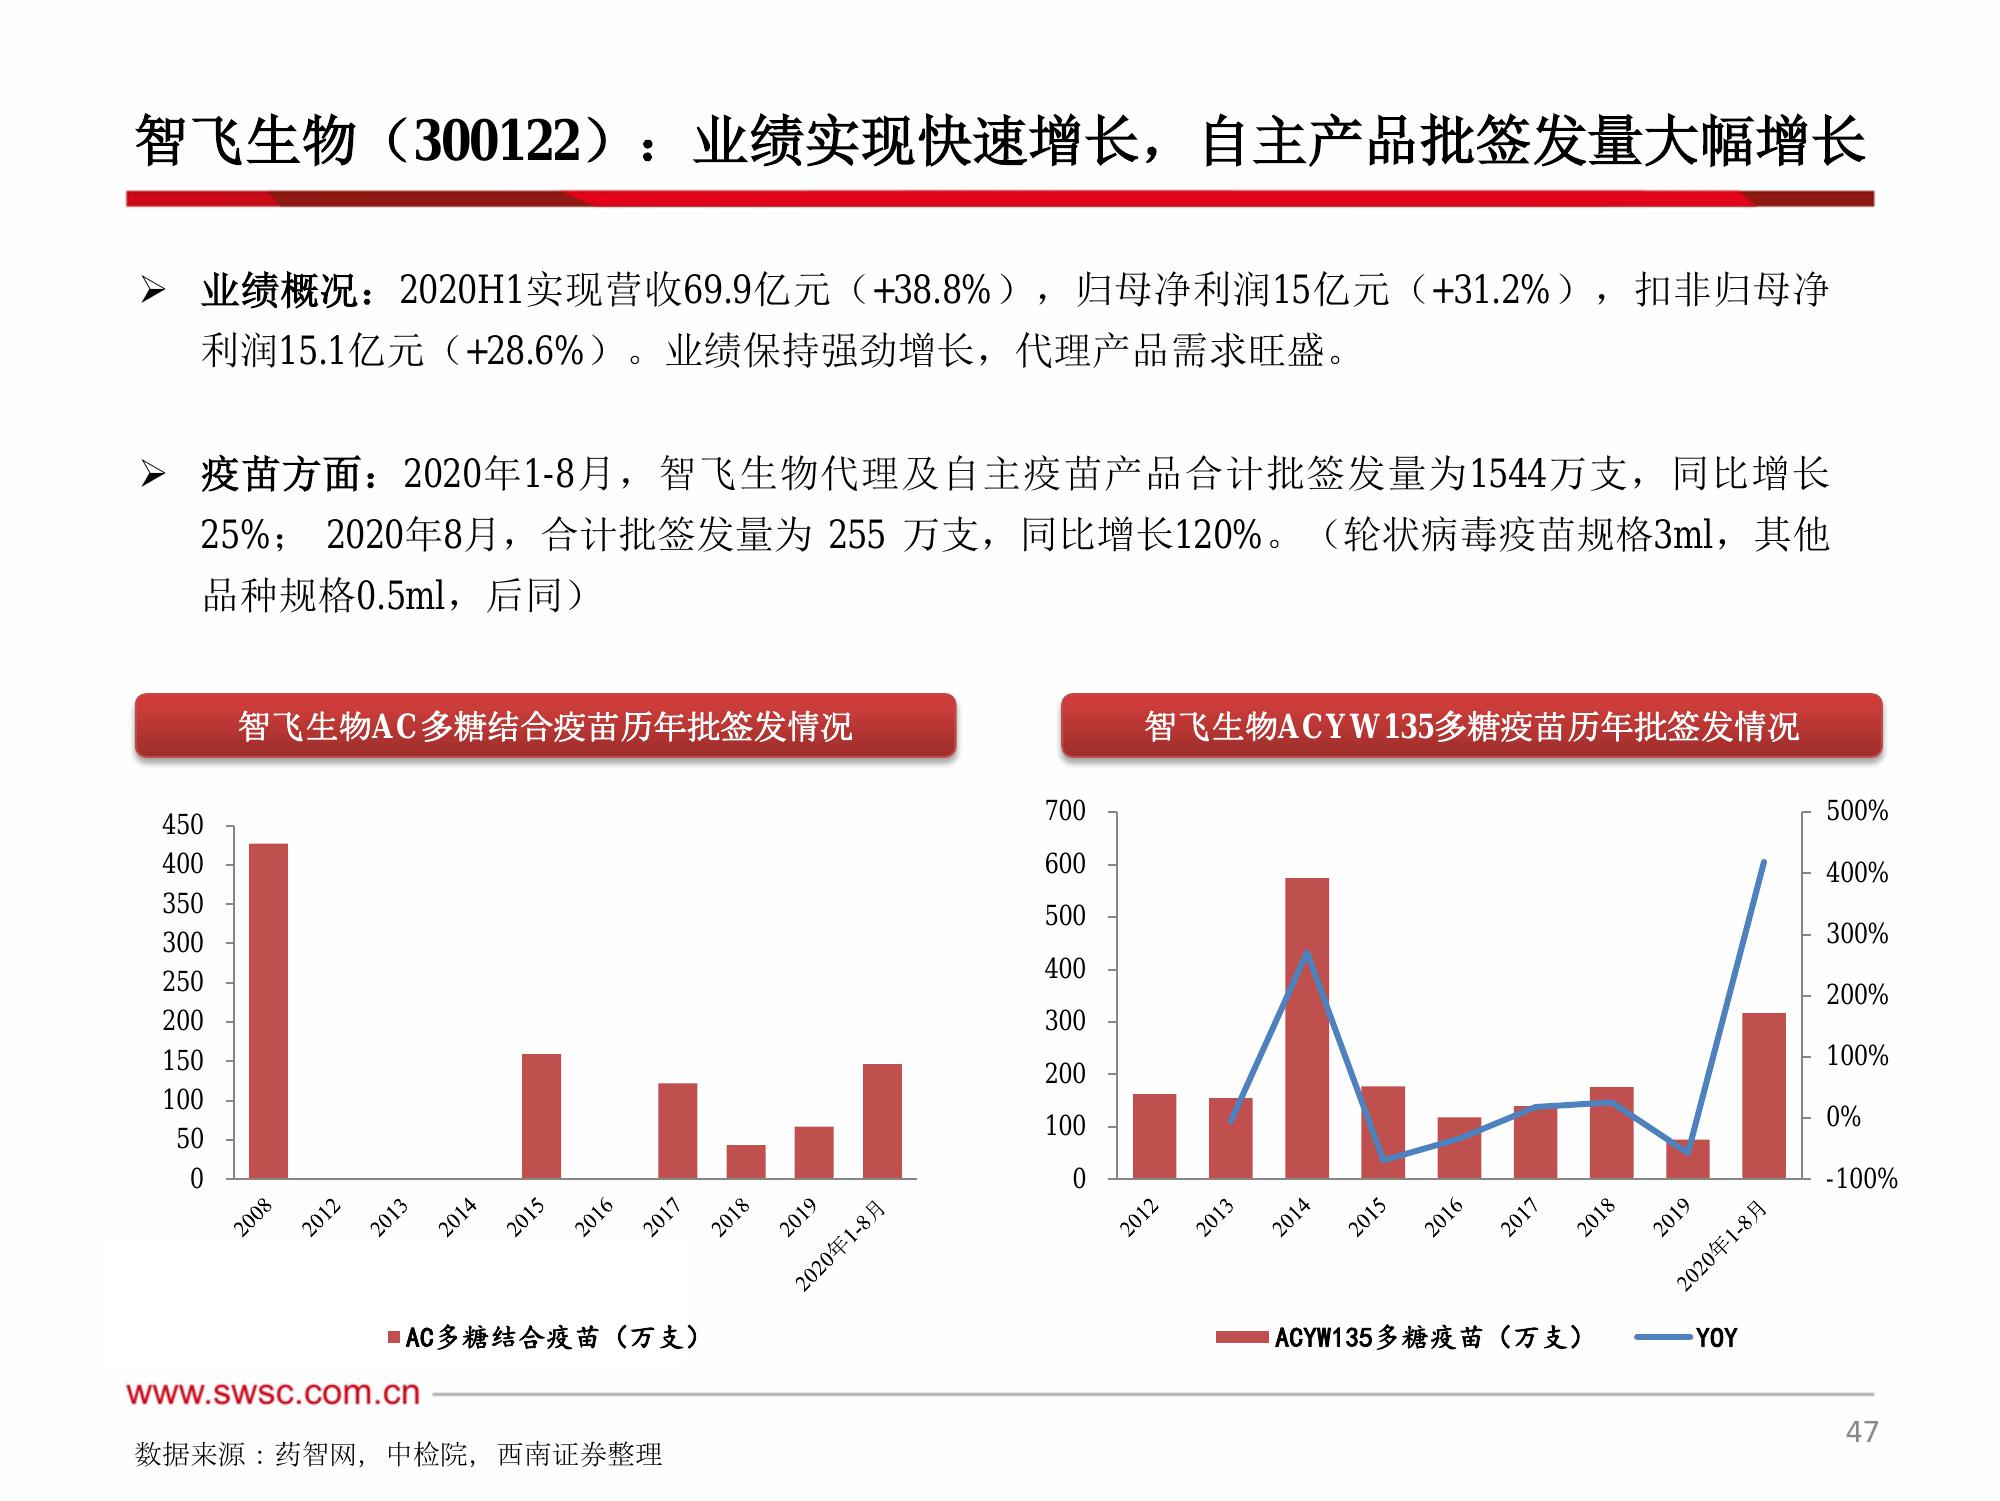 智飞生物（300122）：业绩实现快速增长，自主产品批签发量大幅增长
➢ 业绩概况：2020H1实现营收69.9亿元（+38.8%），归母净利润15亿元（+31.2%），扣非归母净
利润15.1亿元（+28.6%）。业绩保持强劲增长，代理产品需求旺盛。
➢ 疫苗方面：2020年1-8月，智飞生物代理及自主疫苗产品合计批签发量为1544万支，同比增长
25%； 2020年8月，合计批签发量为 255 万支，同比增长120%。（轮状病毒疫苗规格3ml，其他
品种规格0.5ml，后同）
智飞生物AC多糖结合疫苗历年批签发情况
450
400
350
300
250
200
150
100
50
0
2008 2012 2013 2014 2015 2016 2017 2018 2019 2020年1-8月
AC多糖结合疫苗（万支）
智飞生物ACYW135多糖疫苗历年批签发情况
700
600
500
400
300
200
100
0
500%
400%
300%
200%
100%
0%
-100%
2012 2013 2014 2015 2016 2017 2018 2019 2020年1-8月
ACYW135多糖疫苗（万支） YOY
www.swsc.com.cn
47
数据来源：药智网，中检院，西南证券整理